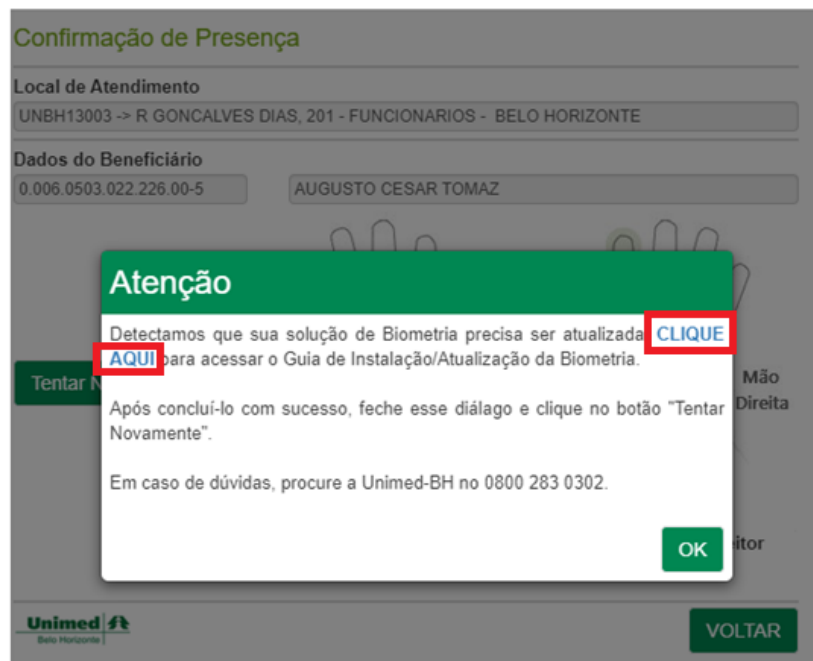 Confirmação de Presença
Local de Atendimento
UNBH13003 -> R GONCALVES DIAS, 201 - FUNCIONARIOS - BELO HORIZONTE
Dados do Beneficiário
0.006.0503.022.226.00-5 AUGUSTO CESAR TOMAZ
Atenção
Detectamos que sua solução de Biometria precisa ser atualizada CLIQUE
AQUI para acessar o Guia de Instalação/Atualização da Biometria.
Após concluí-lo com sucesso, feche esse diálago e clique no botão "Tentar
Novamente".
Em caso de dúvidas, procure a Unimed-BH no 0800 283 0302.
OK
Tentar N
Mão
Direita
itor
Unimed
Belo Horizonte
VOLTAR